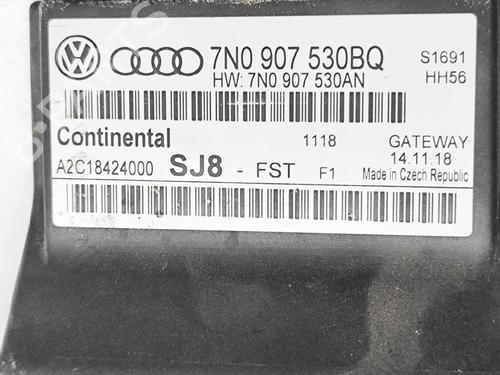 7N0 907 530BQ S1691
HW: 7N0 907 530AN HH56
Continental 1118 GATEWAY
A2C18424000 SJ8 - FST F1 14.11.18
Made in Czech Republic